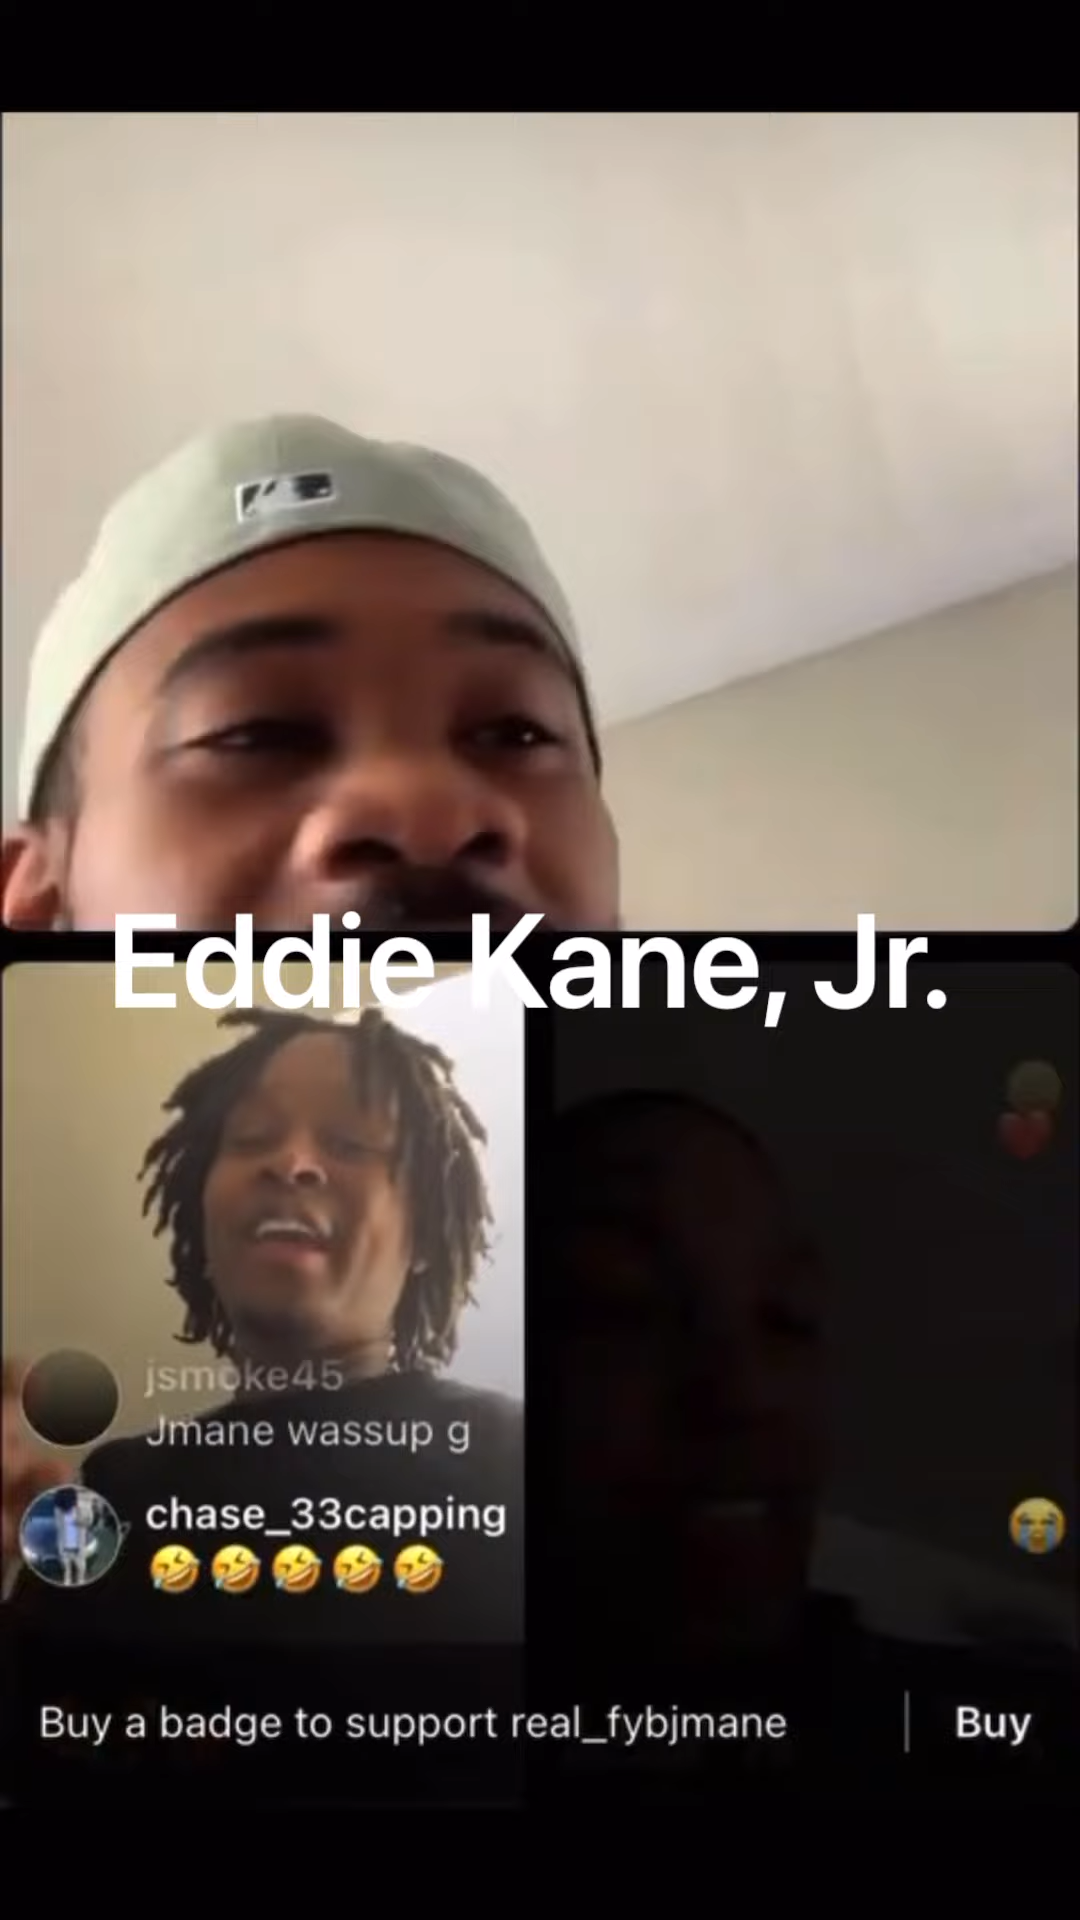 Eddie Kane, Jr.
jsmoke45
Jmane wassup g
chase_33capping
🤣🤣🤣🤣🤣
Buy a badge to support real_fybjmane
Buy